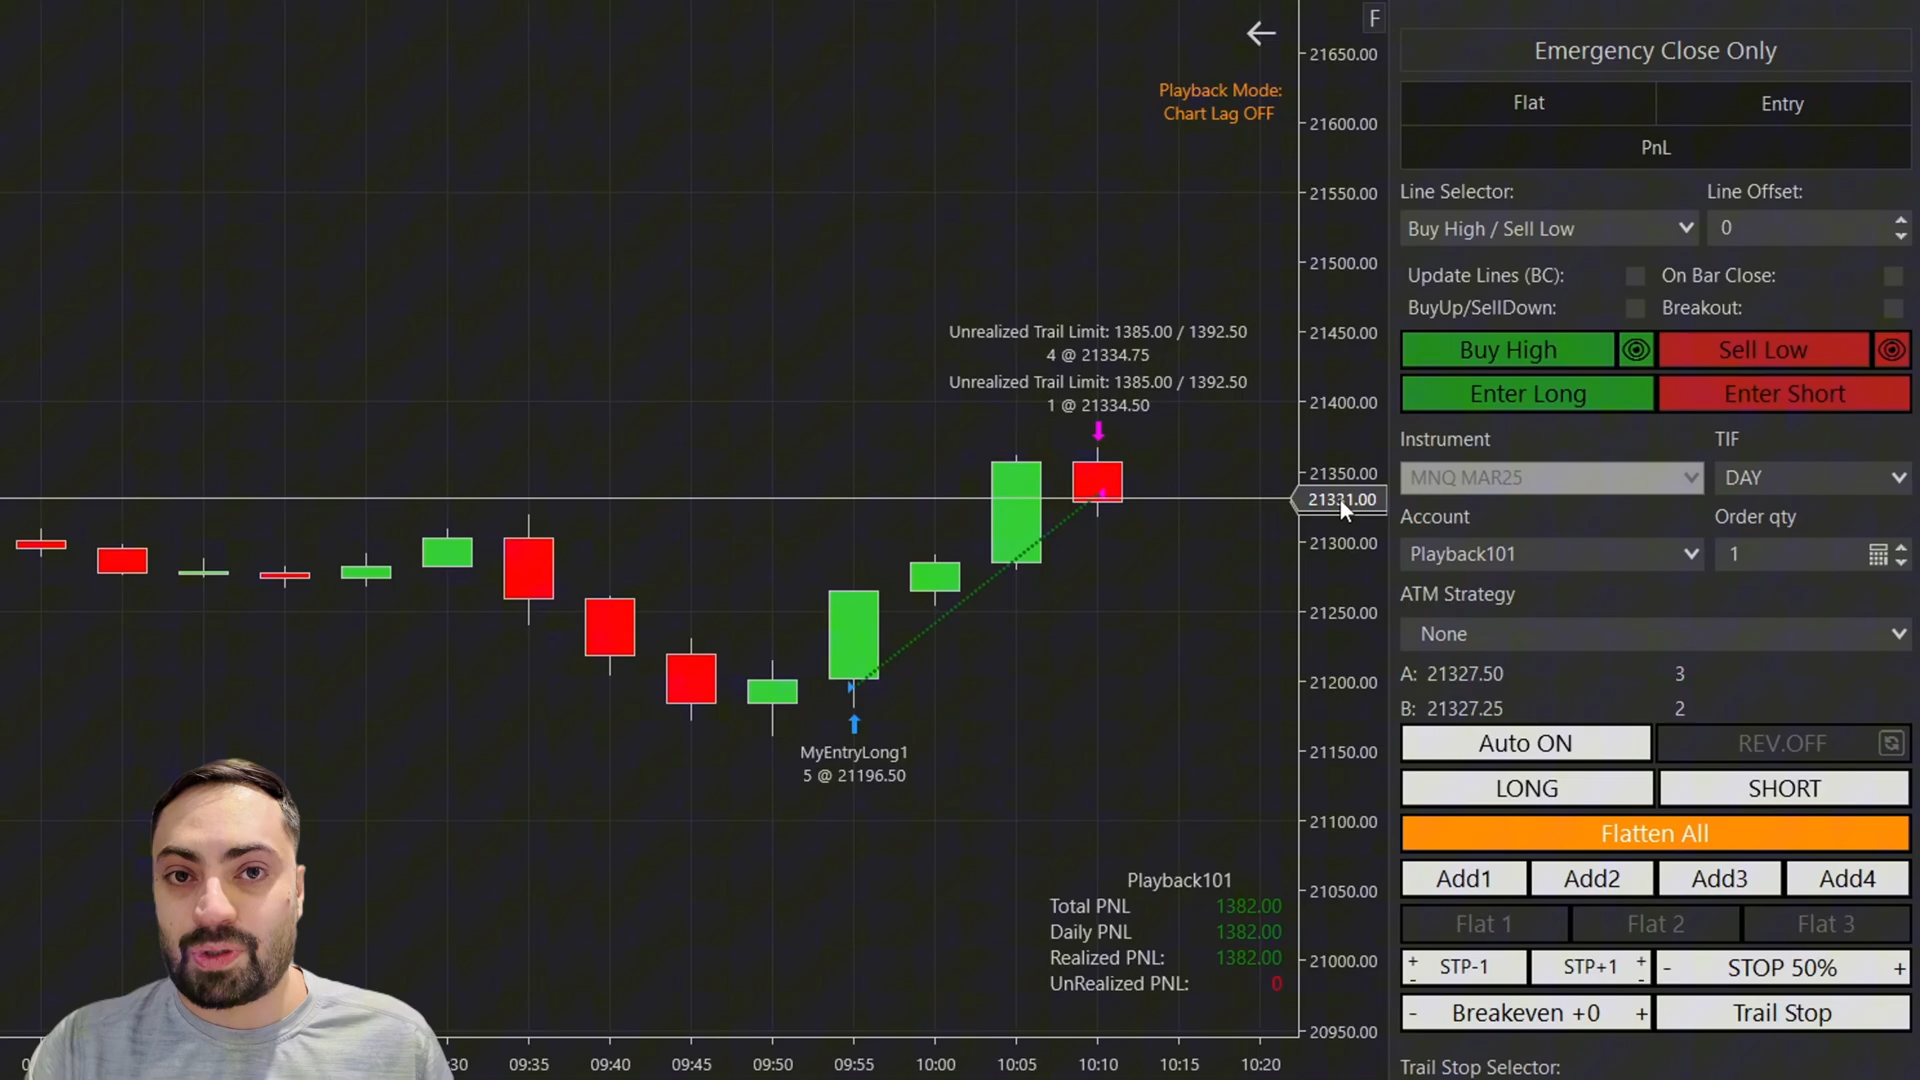 F
Playback Mode:
Chart Lag OFF
21650.00
21600.00
21550.00
21500.00
21450.00
21400.00
21350.00
21331.00
21300.00
21250.00
21200.00
21150.00
21100.00
21050.00
21000.00
20950.00
Unrealized Trail Limit: 1385.00 / 1392.50
4 @ 21334.75
Unrealized Trail Limit: 1385.00 / 1392.50
1 @ 21334.50
MyEntryLong1
5 @ 21196.50
Playback101
Total PNL 1382.00
Daily PNL 1382.00
Realized PNL: 1382.00
UnRealized PNL: 0
:30 09:35 09:40 09:45 09:50 09:55 10:00 10:05 10:10 10:15 10:20
Emergency Close Only
Flat Entry
PnL
Line Selector: Line Offset:
Buy High / Sell Low 0
Update Lines (BC): On Bar Close:
BuyUp/SellDown: Breakout:
Buy High Sell Low
Enter Long Enter Short
Instrument TIF
MNQ MAR25 DAY
Account Order qty
Playback101 1
ATM Strategy
None
A: 21327.50 3
B: 21327.25 2
Auto ON REV.OFF
LONG SHORT
Flatten All
Add1 Add2 Add3 Add4
Flat 1 Flat 2 Flat 3
+ - STP-1 STP+1 + - - STOP 50% +
- Breakeven +0 + Trail Stop
Trail Stop Selector: